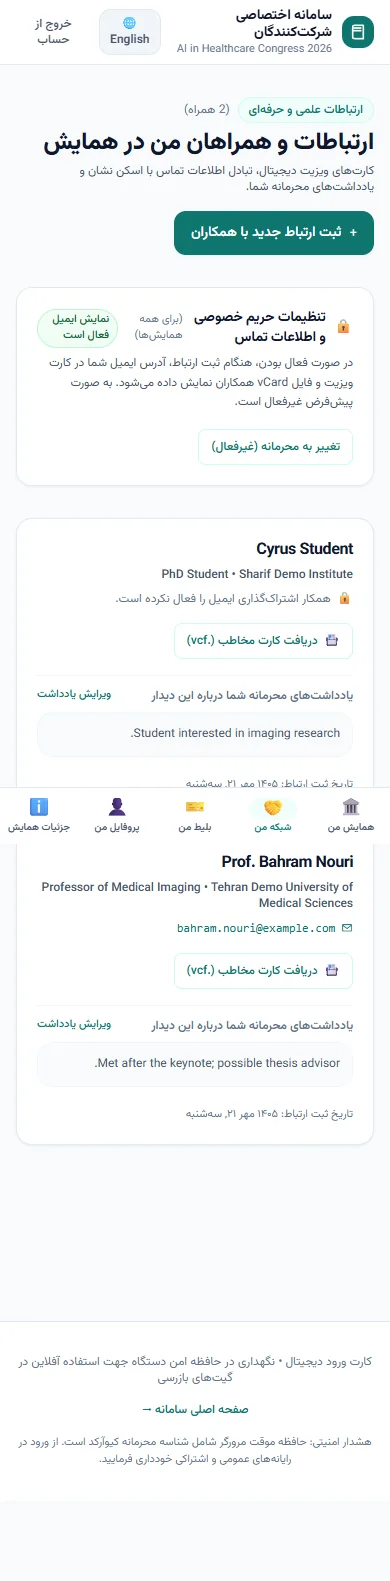 سامانه اختصاصی
شرکت‌کنندگان
AI in Healthcare Congress 2026
English
خروج از
حساب
ارتباطات علمی و حرفه‌ای
(2 همراه)
ارتباطات و همراهان من در همایش
کارت‌های ویزیت دیجیتال، تبادل اطلاعات تماس با اسکن نشان و
یادداشت‌های محرمانه شما.
+ ثبت ارتباط جدید با همکاران
تنظیمات حریم خصوصی
و اطلاعات تماس
(برای همه
همایش‌ها)
نمایش ایمیل
فعال است
در صورت فعال بودن، هنگام ثبت ارتباط، آدرس ایمیل شما در کارت
ویزیت و فایل vCard همکاران نمایش داده می‌شود. به صورت
پیش‌فرض غیرفعال است.
تغییر به محرمانه (غیرفعال)
Cyrus Student
PhD Student • Sharif Demo Institute
همکار اشتراک‌گذاری ایمیل را فعال نکرده است.
دریافت کارت مخاطب (.vcf)
یادداشت‌های محرمانه شما درباره این دیدار
ویرایش یادداشت
Student interested in imaging research.
تاریخ ثبت ارتباط: ۲۱ مهر ۱۴۰۵, سه‌شنبه
همایش من
شبکه من
بلیط من
پروفایل من
جزئیات همایش
Prof. Bahram Nouri
Professor of Medical Imaging • Tehran Demo University of
Medical Sciences
bahram.nouri@example.com
دریافت کارت مخاطب (.vcf)
یادداشت‌های محرمانه شما درباره این دیدار
ویرایش یادداشت
Met after the keynote; possible thesis advisor.
تاریخ ثبت ارتباط: ۲۱ مهر ۱۴۰۵, سه‌شنبه
کارت ورود دیجیتال • نگهداری در حافظه امن دستگاه جهت استفاده آفلاین در
گیت‌های بازرسی
صفحه اصلی سامانه →
هشدار امنیتی: حافظه موقت مرورگر شامل شناسه محرمانه کیوآرکد است. از ورود در
رایانه‌های عمومی و اشتراکی خودداری فرمایید.